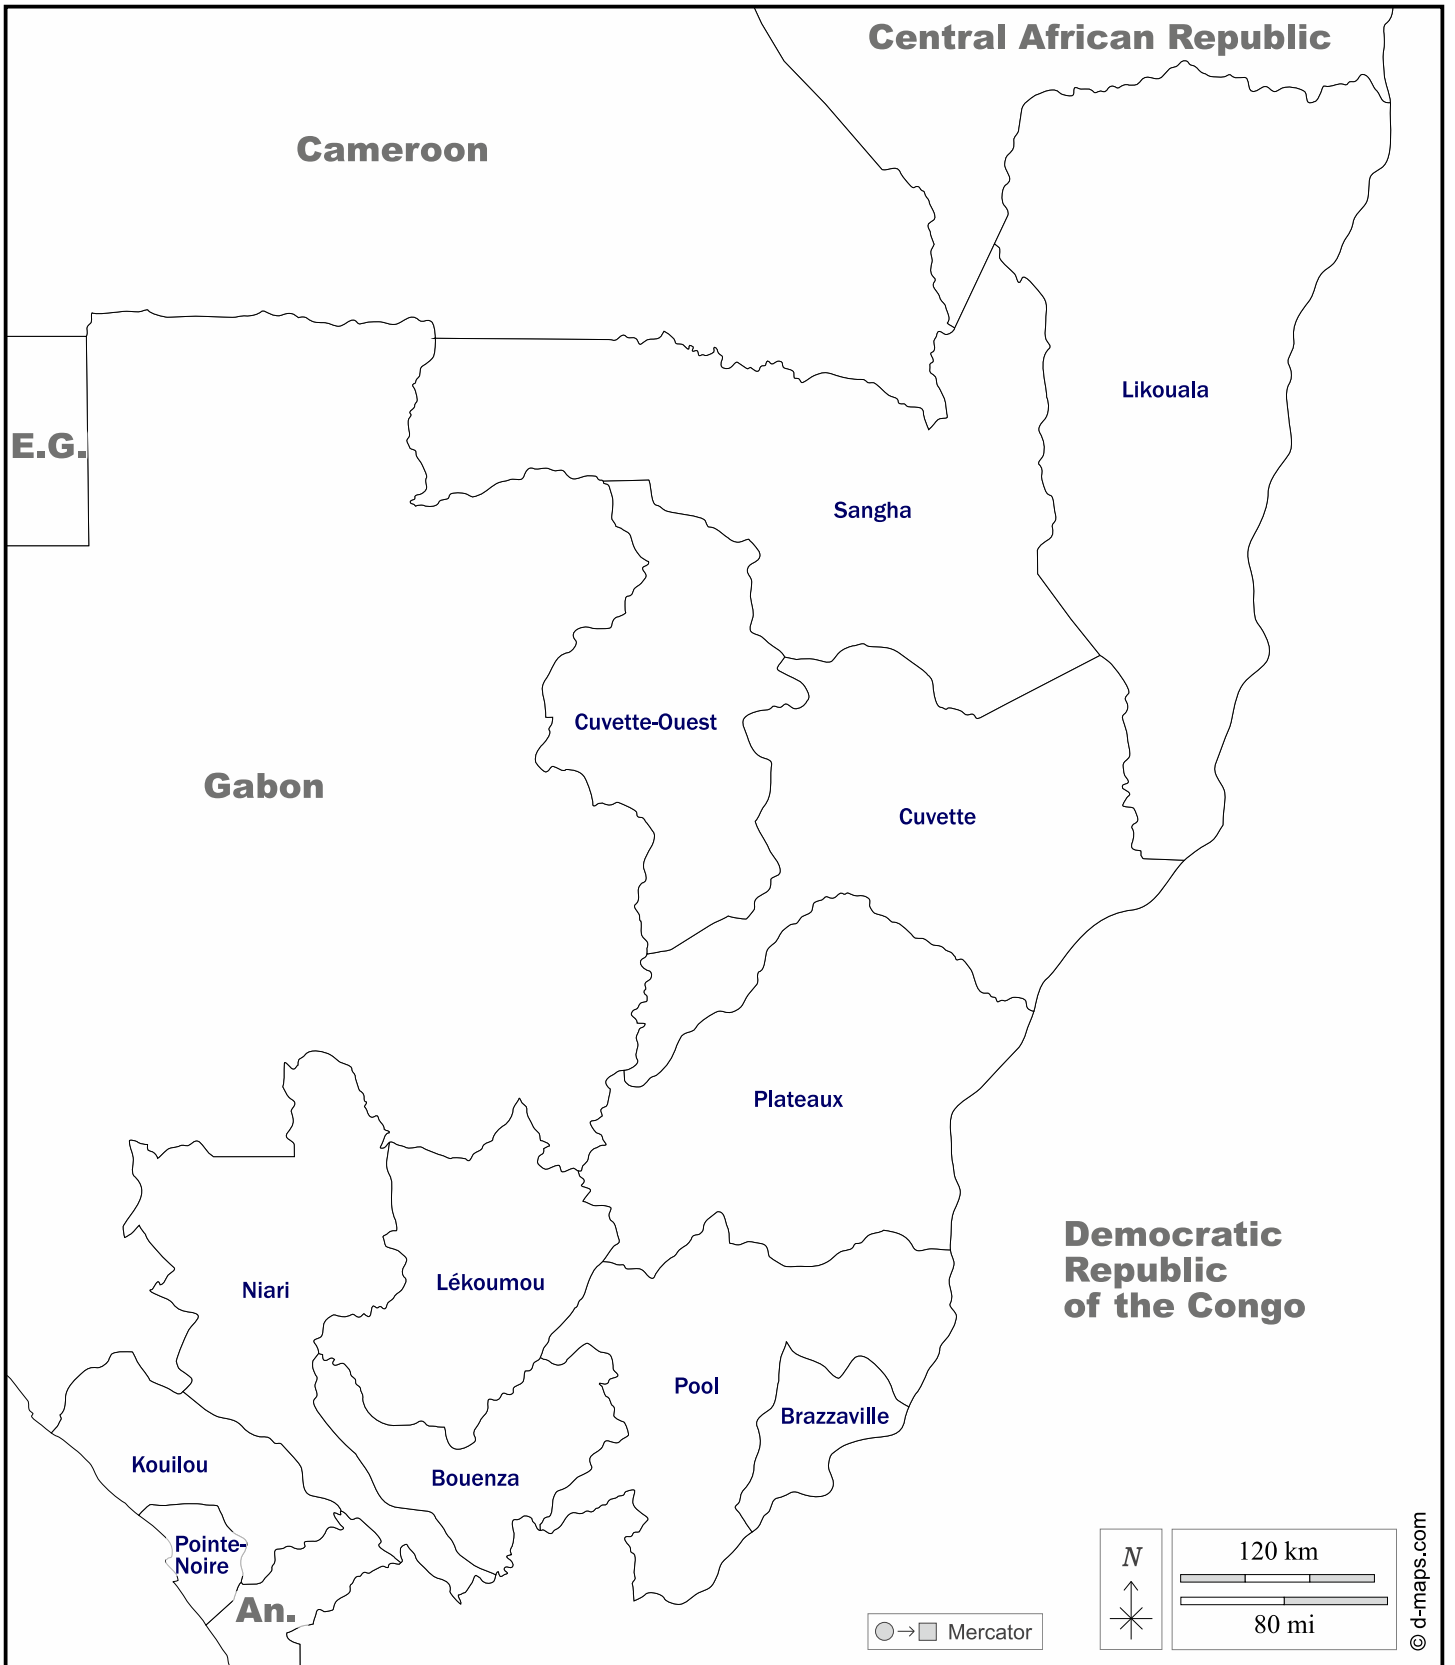 Central African Republic
Cameroon
Likouala
E.G.
Sangha
Cuvette-Ouest
Gabon
Cuvette
Plateaux
Democratic
Republic
of the Congo
Niari
Lékoumou
Pool
Brazzaville
Kouilou
Bouenza
Pointe-
Noire
An.
N
120 km
80 mi
Mercator
© d-maps.com